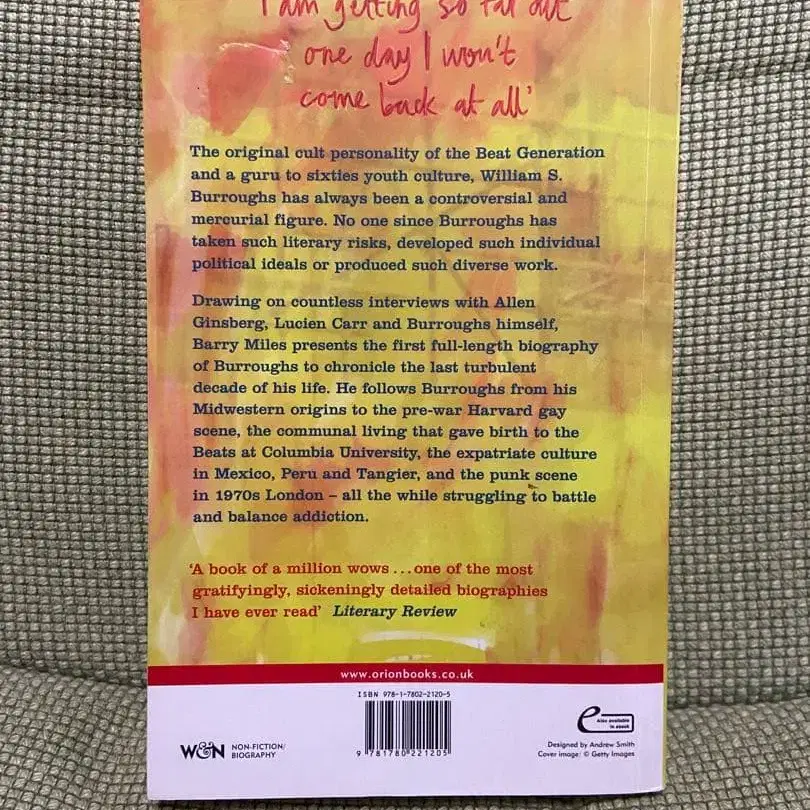 'I am getting so far out
one day I won't
come back at all'
The original cult personality of the Beat Generation
and a guru to sixties youth culture, William S.
Burroughs has always been a controversial and
mercurial figure. No one since Burroughs has
taken such literary risks, developed such individual
political ideals or produced such diverse work.
Drawing on countless interviews with Allen
Ginsberg, Lucien Carr and Burroughs himself,
Barry Miles presents the first full-length biography
of Burroughs to chronicle the last turbulent
decade of his life. He follows Burroughs from his
Midwestern origins to the pre-war Harvard gay
scene, the communal living that gave birth to the
Beats at Columbia University, the expatriate culture
in Mexico, Peru and Tangier, and the punk scene
in 1970s London – all the while struggling to battle
and balance addiction.
'A book of a million wows . . . one of the most
gratifyingly, sickeningly detailed biographies
I have ever read' Literary Review
www.orionbooks.co.uk
ISBN 978-1-7802-2120-5
9 781780 221205
W&N NON-FICTION/
BIOGRAPHY
e Also available
in ebook
Designed by Andrew Smith
Cover image: © Getty Images